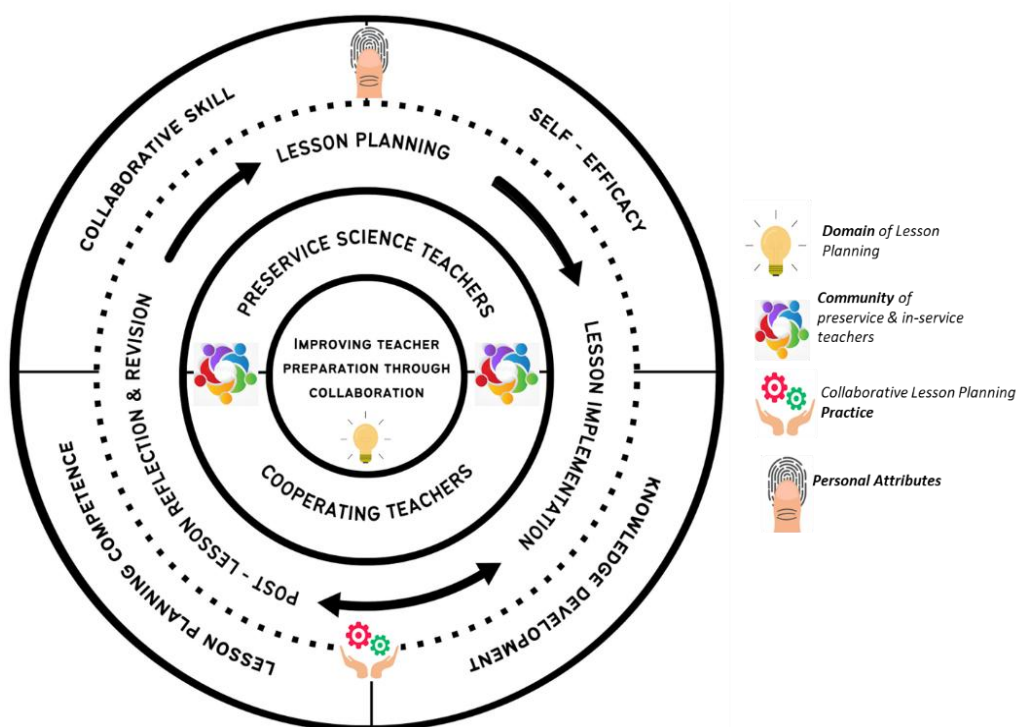 COLLABORATIVE SKILL
SELF - EFFICACY
LESSON PLANNING
PRESERVICE SCIENCE TEACHERS
IMPROVING TEACHER
PREPARATION THROUGH
COLLABORATION
COOPERATING TEACHERS
POST - LESSON REFLECTION & REVISION
LESSON IMPLEMENTATION
LESSON PLANNING COMPETENCE
KNOWLEDGE DEVELOPMENT
Domain of Lesson
Planning
Community of
preservice & in-service
teachers
Collaborative Lesson Planning
Practice
Personal Attributes